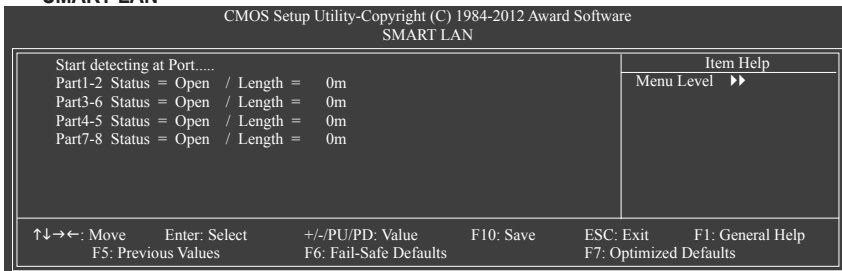 SMART LAN
CMOS Setup Utility-Copyright (C) 1984-2012 Award Software
SMART LAN
Start detecting at Port.....
Part1-2 Status = Open / Length = 0m
Part3-6 Status = Open / Length = 0m
Part4-5 Status = Open / Length = 0m
Part7-8 Status = Open / Length = 0m
Item Help
Menu Level ▶▶
↑↓→←: Move Enter: Select +/-/PU/PD: Value F10: Save ESC: Exit F1: General Help
F5: Previous Values F6: Fail-Safe Defaults F7: Optimized Defaults